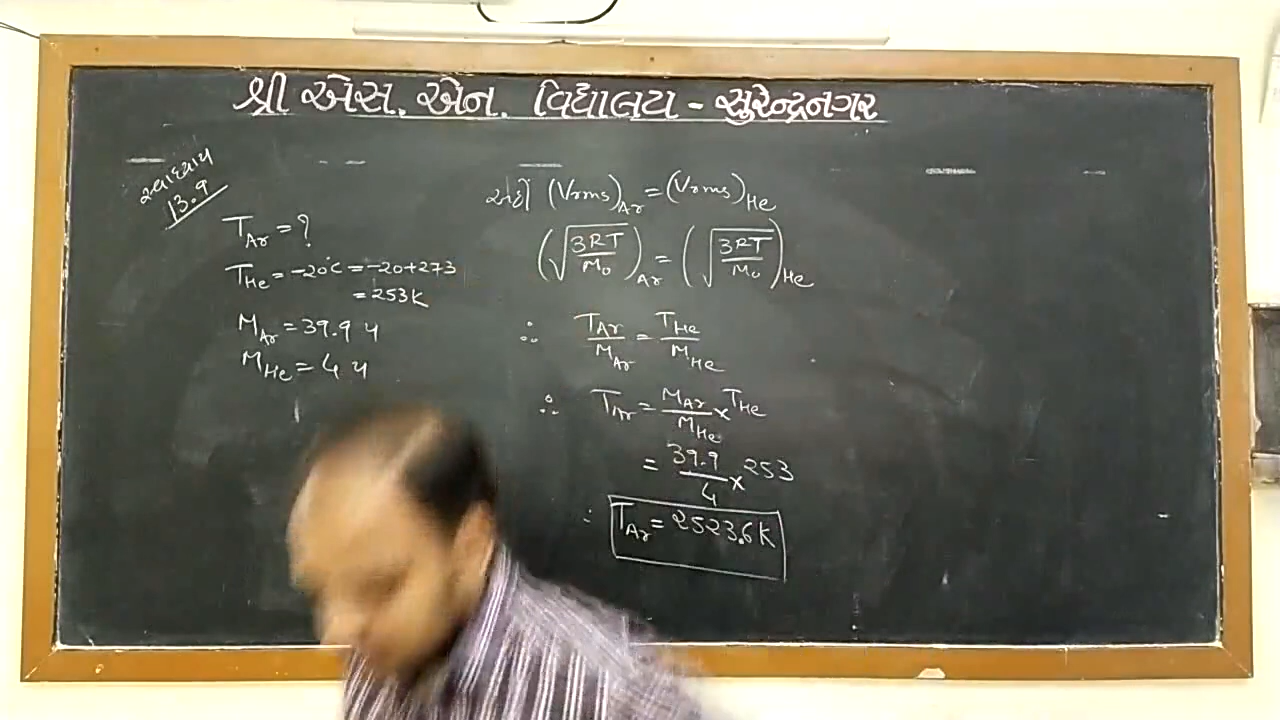 શ્રી એસ. એન. વિદ્યાલય - સુરેન્દ્રનગર
સ્વાધ્યાય
13.9
T_Ar = ?
T_He = -20°C = -20+273
= 253K
M_Ar = 39.9 u
M_He = 4 u
અહીં (Vrms)_Ar = (Vrms)_He
(√(3RT/M₀))_Ar = (√(3RT/M₀))_He
∴ T_Ar/M_Ar = T_He/M_He
∴ T_Ar = M_Ar/M_He × T_He
= 39.9/4 × 253
∴ T_Ar = 2523.6K